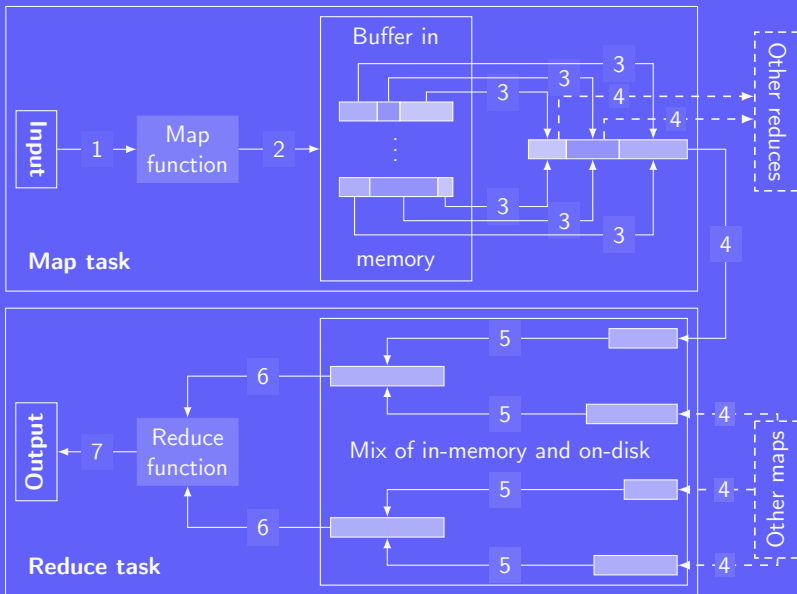 Buffer in
3
3
3
4
4
Other reduces
Input
1
Map
function
2
⋮
3
3
3
memory
4
Map task
5
6
5
4
Output
7
Reduce
function
Mix of in-memory and on-disk
Other maps
5
4
6
5
4
Reduce task